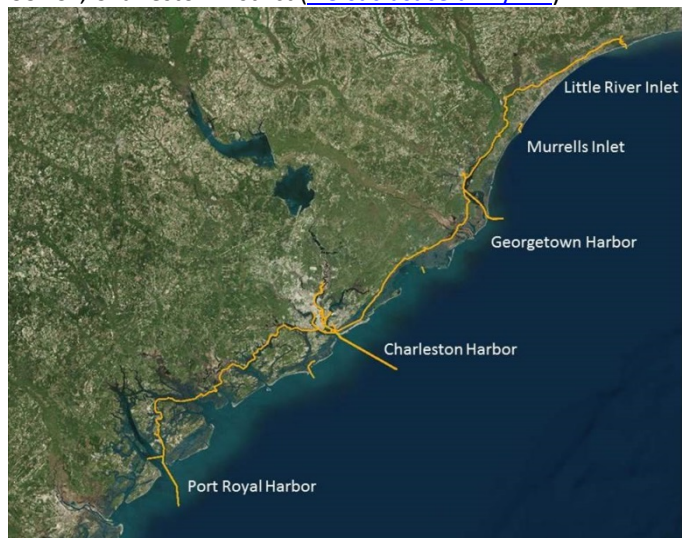 Little River Inlet
Murrells Inlet
Georgetown Harbor
Charleston Harbor
Port Royal Harbor